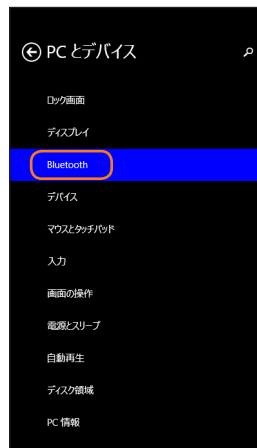 PC とデバイス
ロック画面
ディスプレイ
Bluetooth
デバイス
マウスとタッチパッド
入力
画面の操作
電源とスリープ
自動再生
ディスク領域
PC 情報